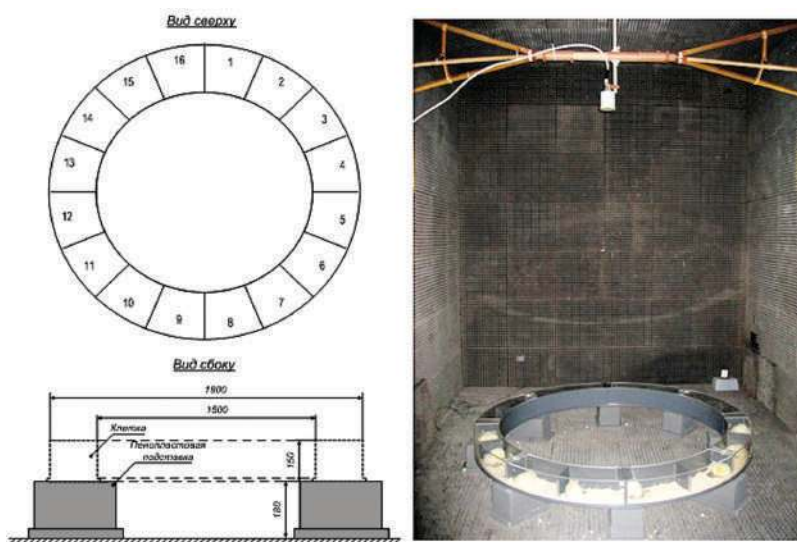 Вид сверху
16 1
15 2
14 3
13 4
12 5
11 6
10 7
9 8
Вид сбоку
1800
1500
Клетка
Пенопластовая
подставка
150
180